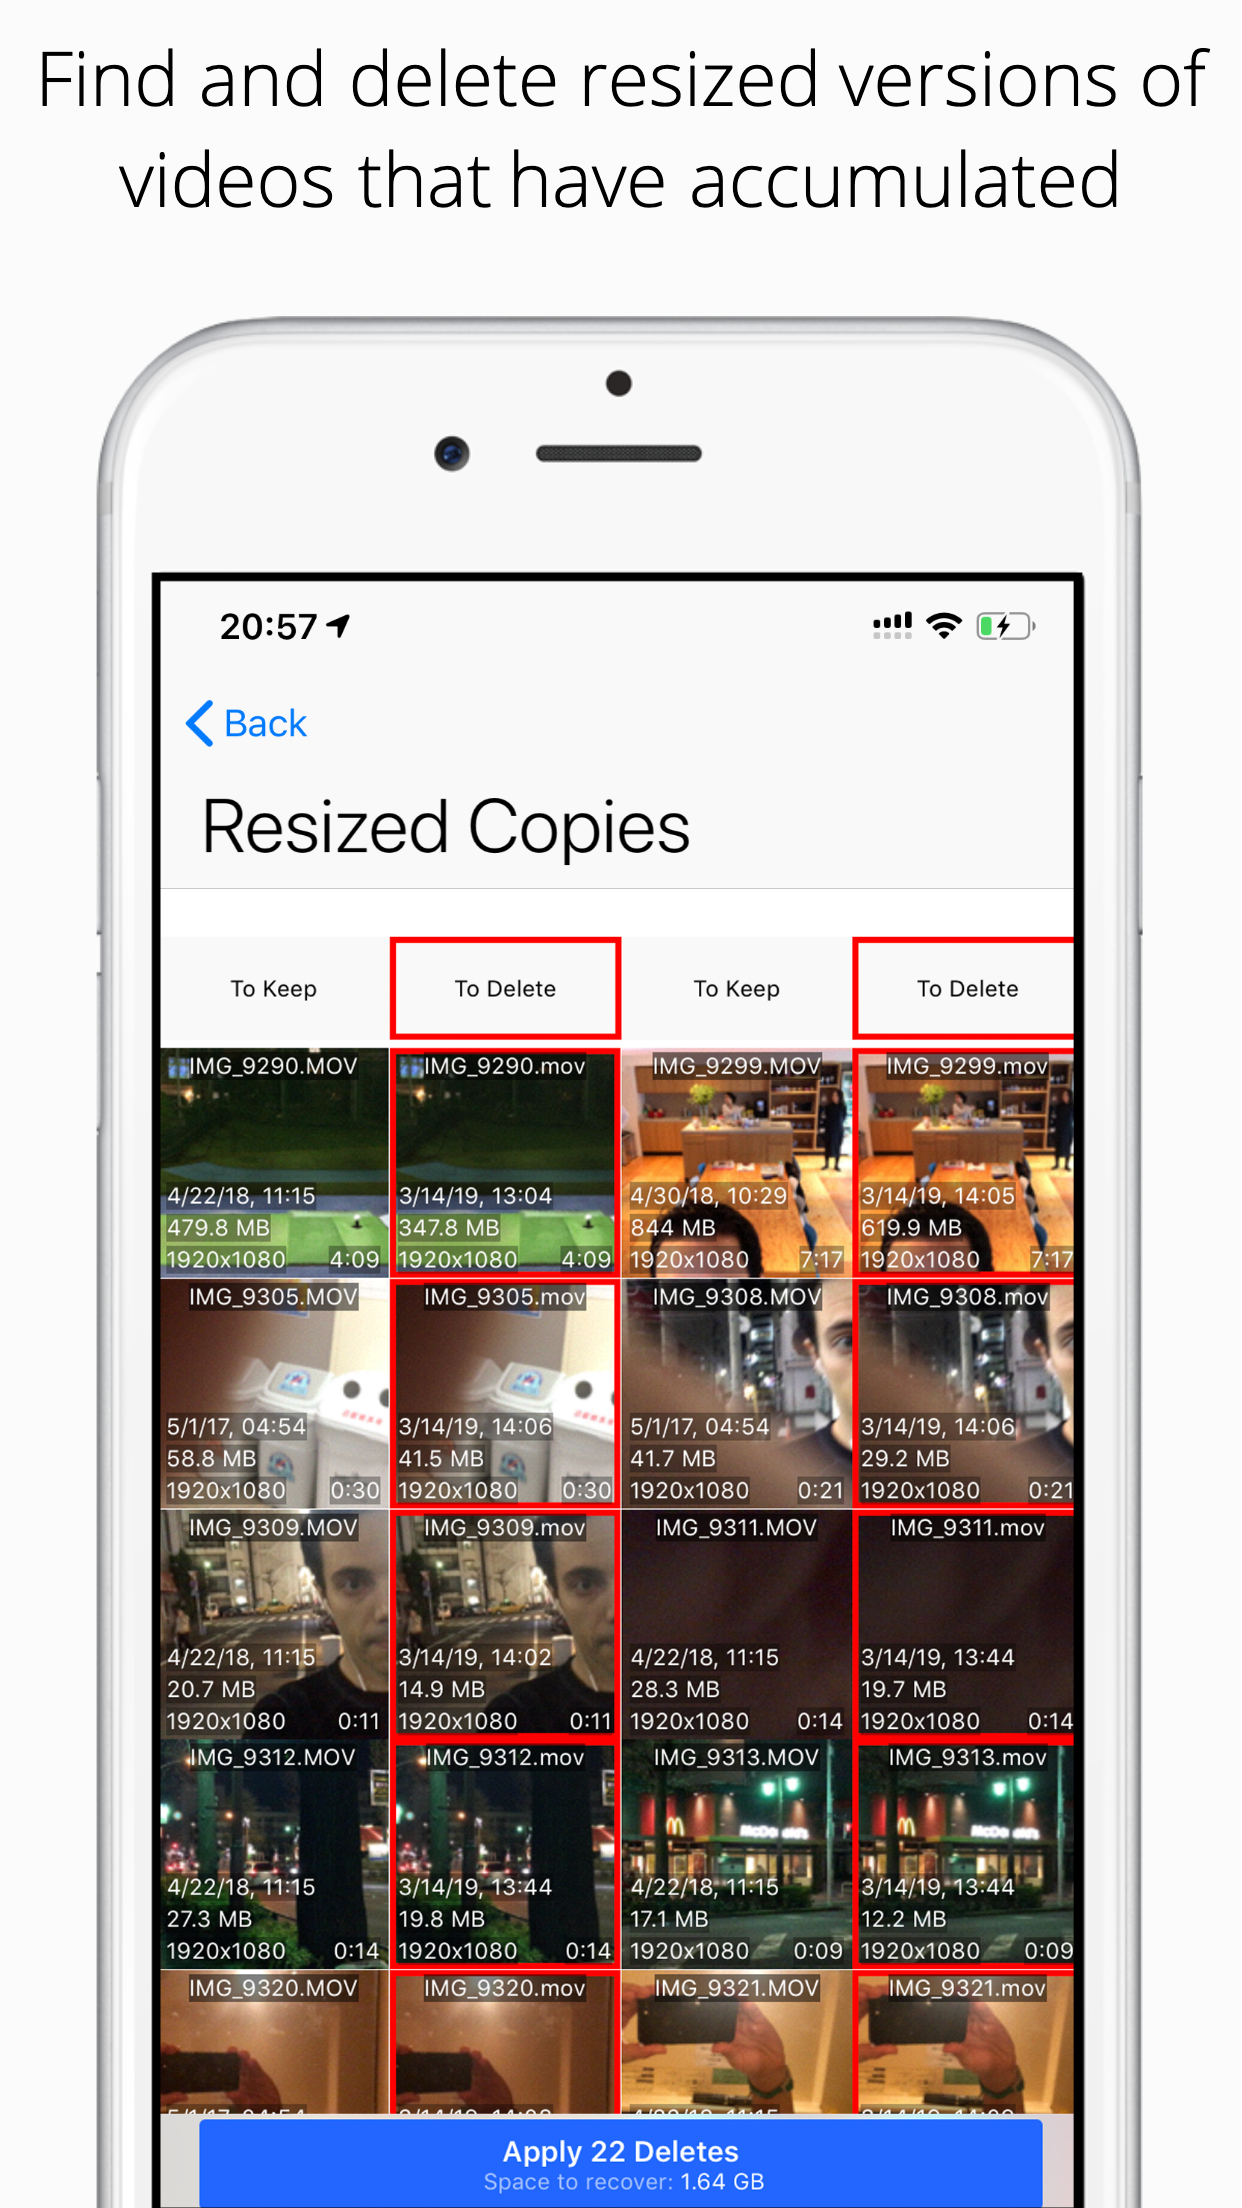 Find and delete resized versions of
videos that have accumulated
20:57
Back
Resized Copies
To Keep To Delete To Keep To Delete
IMG_9290.MOV IMG_9290.mov IMG_9299.MOV IMG_9299.mov
4/22/18, 11:15 3/14/19, 13:04 4/30/18, 10:29 3/14/19, 14:05
479.8 MB 347.8 MB 844 MB 619.9 MB
1920x1080 4:09 1920x1080 4:09 1920x1080 7:17 1920x1080 7:17
IMG_9305.MOV IMG_9305.mov IMG_9308.MOV IMG_9308.mov
5/1/17, 04:54 3/14/19, 14:06 5/1/17, 04:54 3/14/19, 14:06
58.8 MB 41.5 MB 41.7 MB 29.2 MB
1920x1080 0:30 1920x1080 0:30 1920x1080 0:21 1920x1080 0:21
IMG_9309.MOV IMG_9309.mov IMG_9311.MOV IMG_9311.mov
4/22/18, 11:15 3/14/19, 14:02 4/22/18, 11:15 3/14/19, 13:44
20.7 MB 14.9 MB 28.3 MB 19.7 MB
1920x1080 0:11 1920x1080 0:11 1920x1080 0:14 1920x1080 0:14
IMG_9312.MOV IMG_9312.mov IMG_9313.MOV IMG_9313.mov
McDonald's McDonald's
4/22/18, 11:15 3/14/19, 13:44 4/22/18, 11:15 3/14/19, 13:44
27.3 MB 19.8 MB 17.1 MB 12.2 MB
1920x1080 0:14 1920x1080 0:14 1920x1080 0:09 1920x1080 0:09
IMG_9320.MOV IMG_9320.mov IMG_9321.MOV IMG_9321.mov
Apply 22 Deletes
Space to recover: 1.64 GB